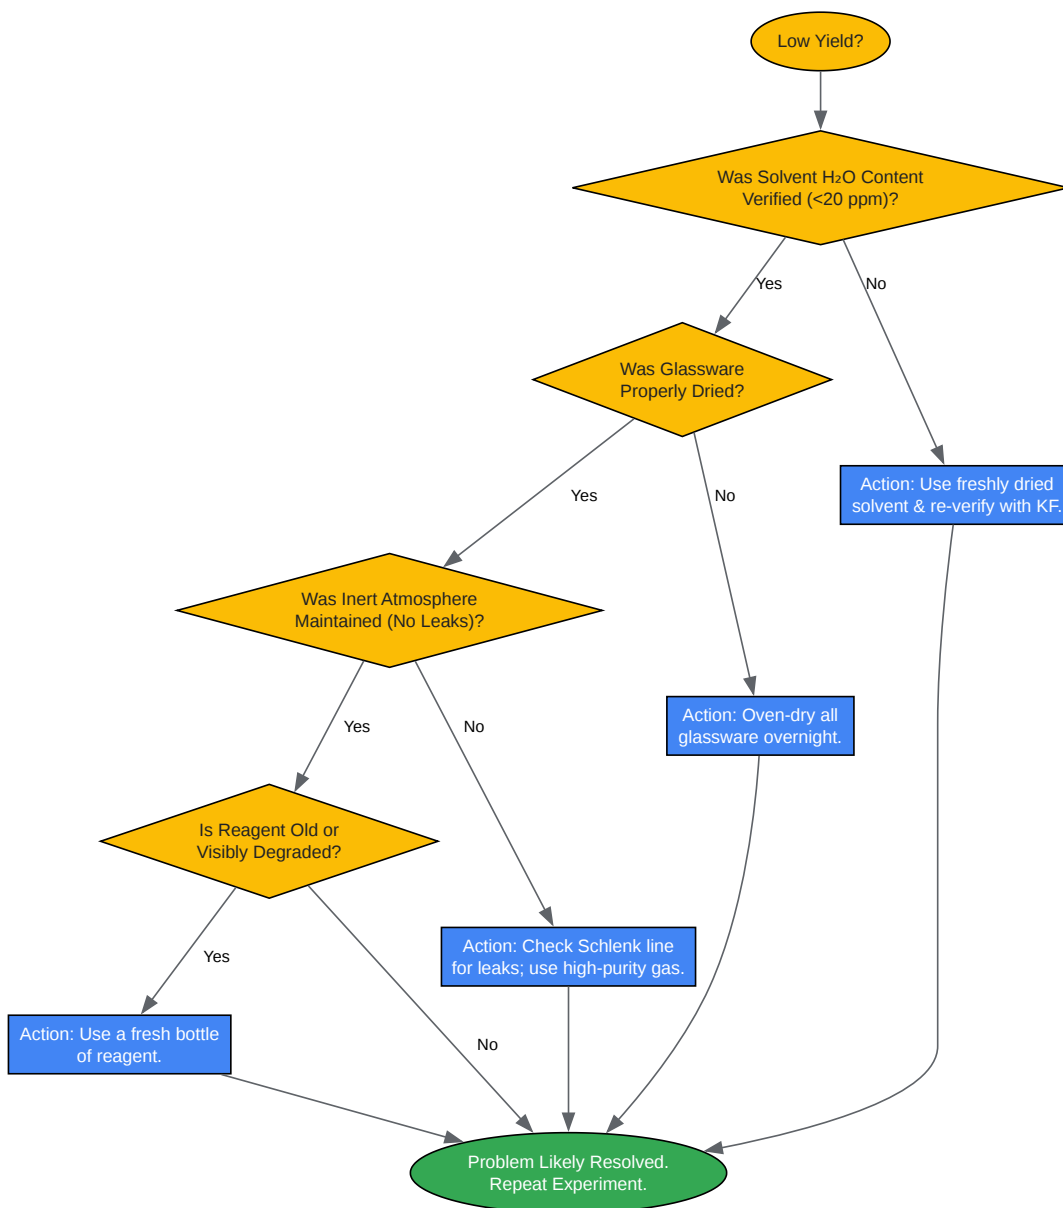 Low Yield?
Was Solvent H₂O Content
Verified (<20 ppm)?
Yes
No
Was Glassware
Properly Dried?
Action: Use freshly dried
solvent & re-verify with KF.
Yes
No
Was Inert Atmosphere
Maintained (No Leaks)?
Action: Oven-dry all
glassware overnight.
Yes
No
Is Reagent Old or
Visibly Degraded?
Action: Check Schlenk line
for leaks; use high-purity gas.
Yes
No
Action: Use a fresh bottle
of reagent.
Problem Likely Resolved.
Repeat Experiment.